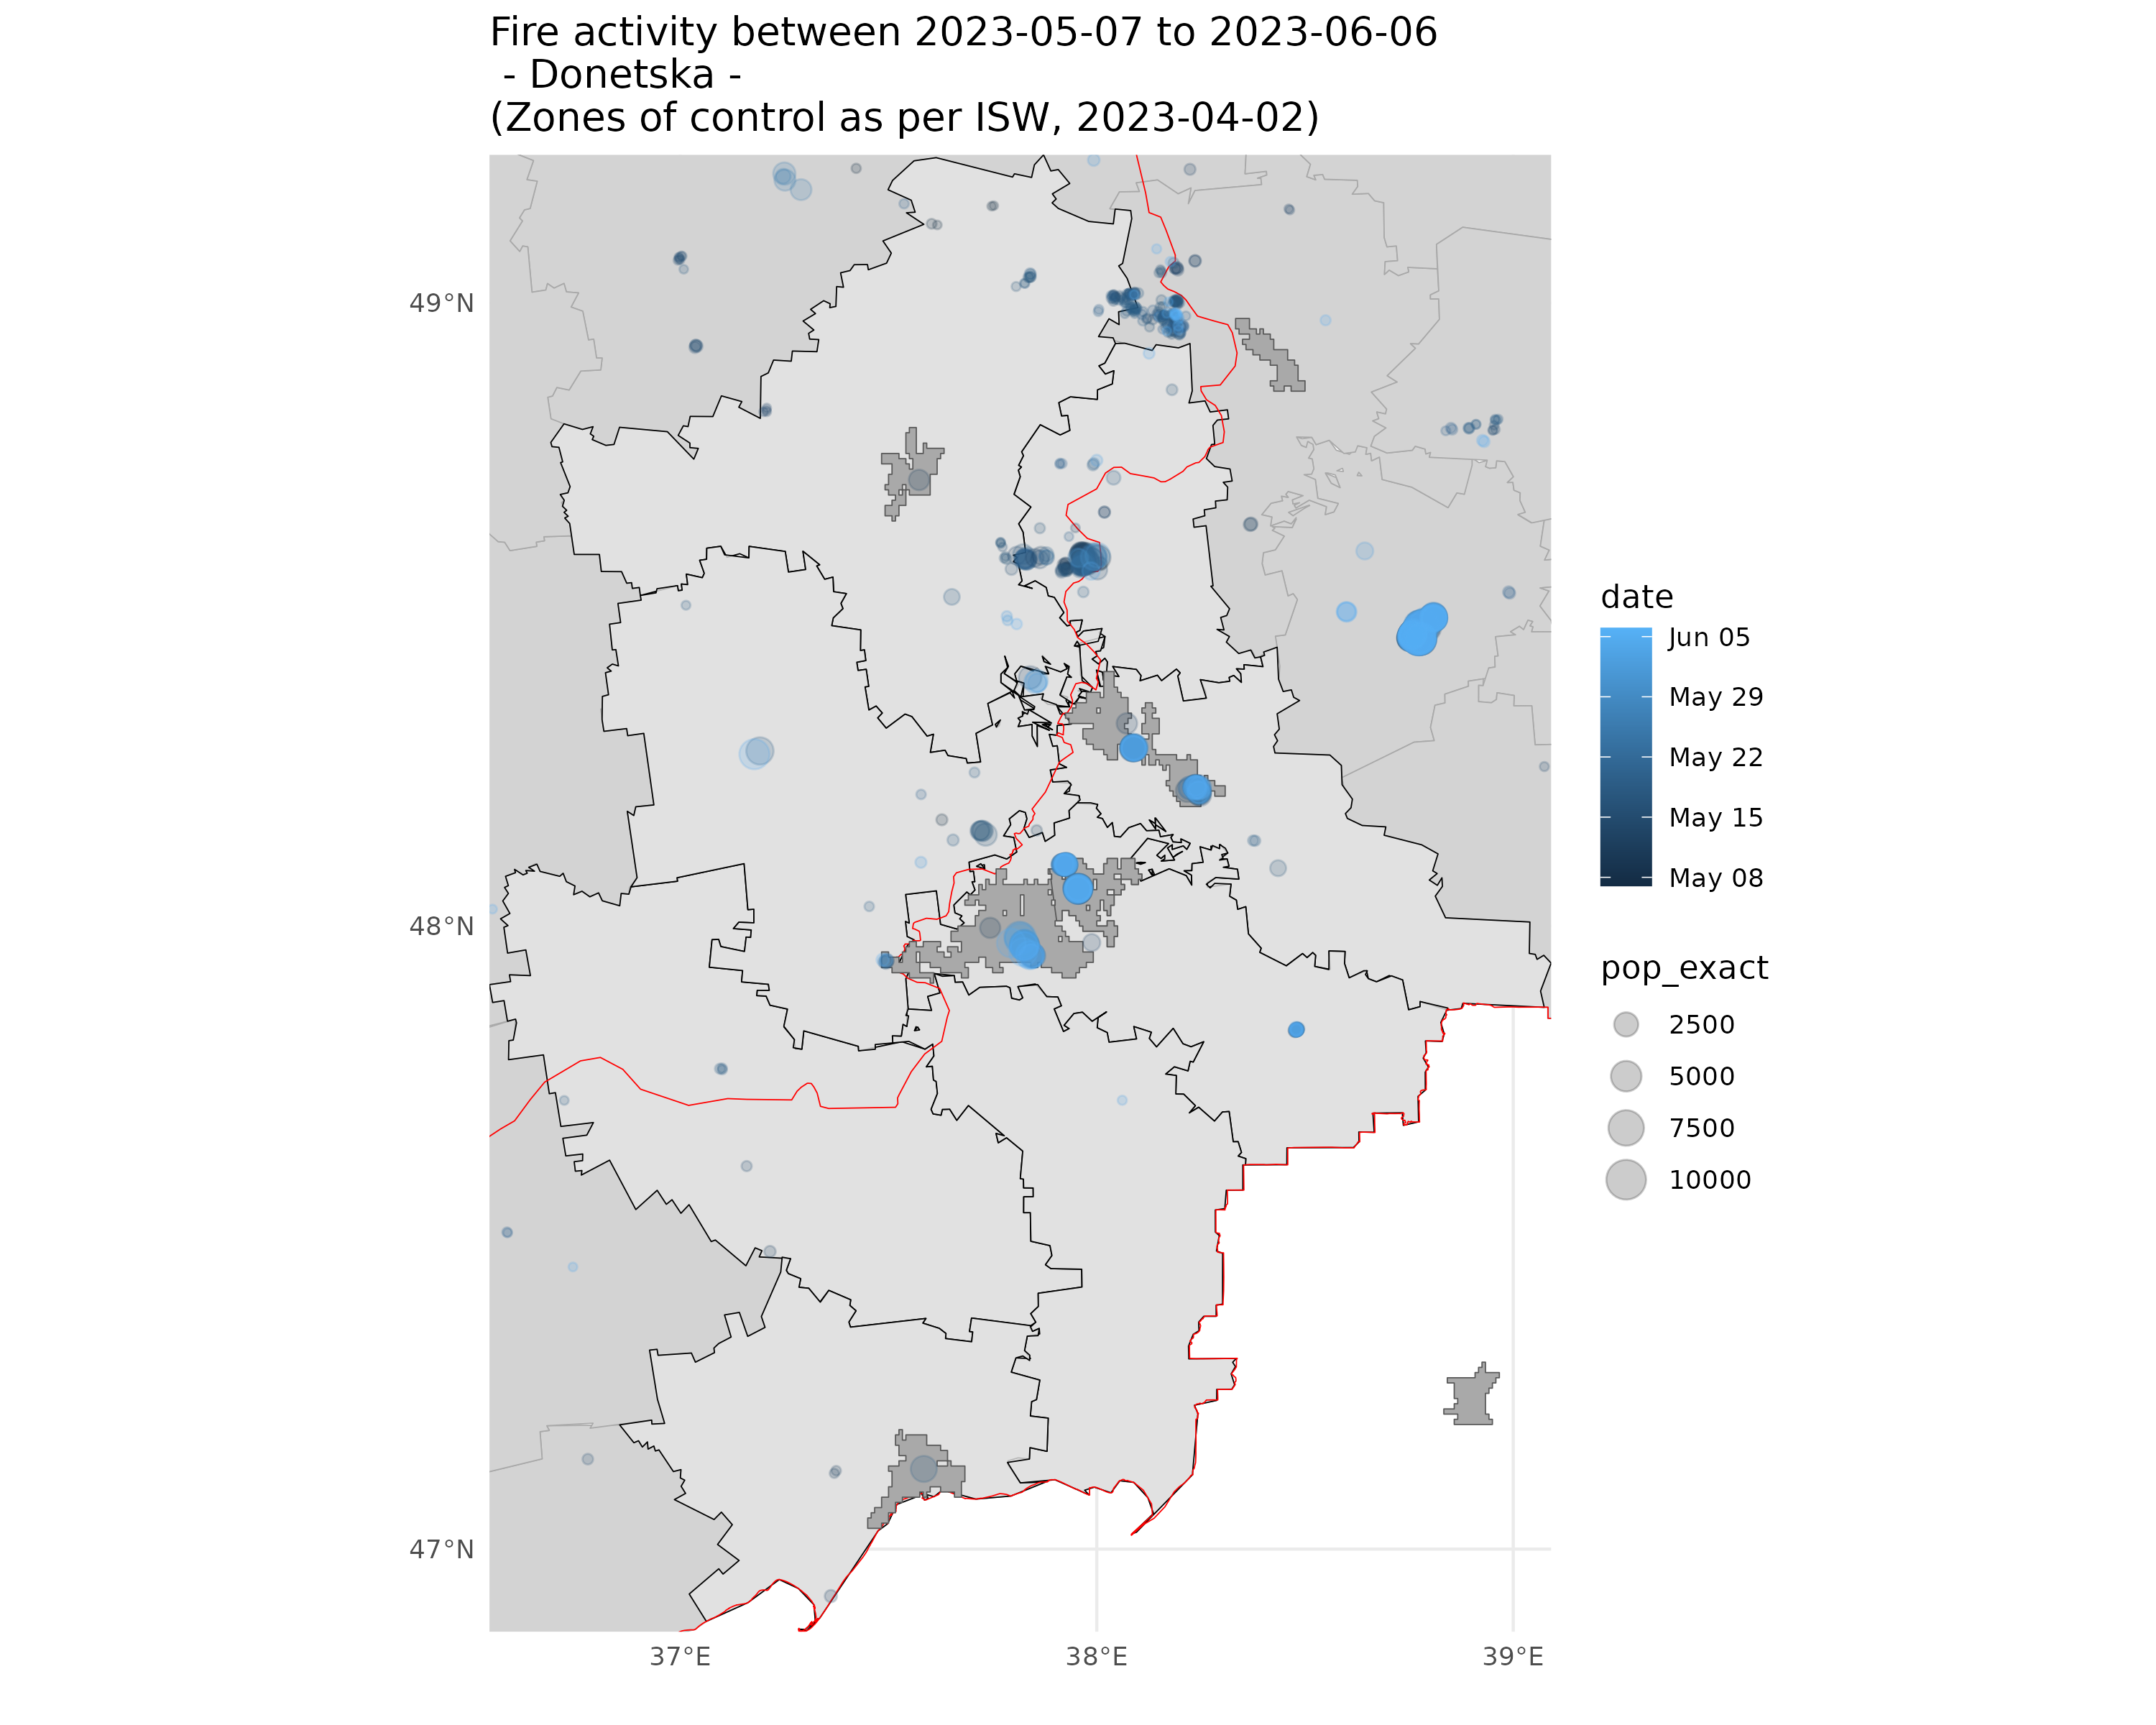 Fire activity between 2023-05-07 to 2023-06-06
- Donetska -
(Zones of control as per ISW, 2023-04-02)
49°N
48°N
47°N
37°E
38°E
39°E
date
Jun 05
May 29
May 22
May 15
May 08
pop_exact
2500
5000
7500
10000